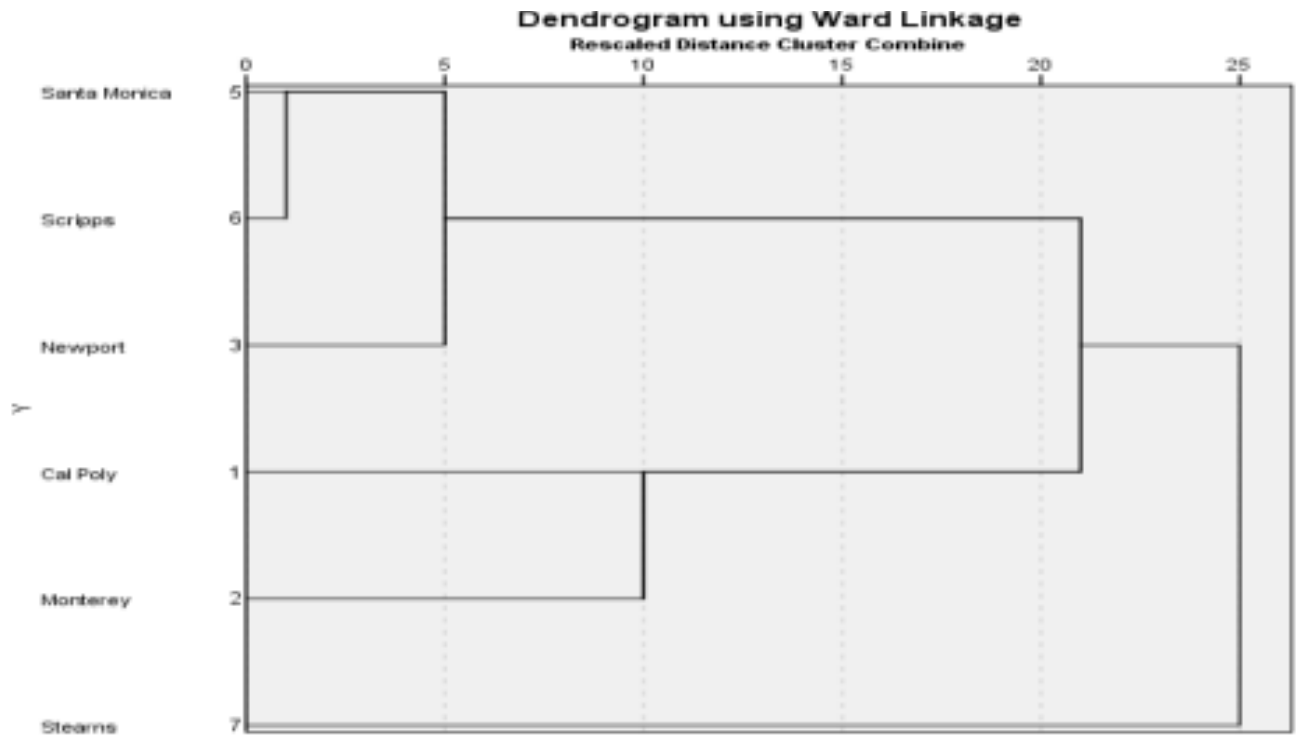 Dendrogram using Ward Linkage
Rescaled Distance Cluster Combine
0 5 10 15 20 25
Santa Monica 5
Scripps 6
Newport 3
Y
Cal Poly 1
Monterey 2
Stearns 7